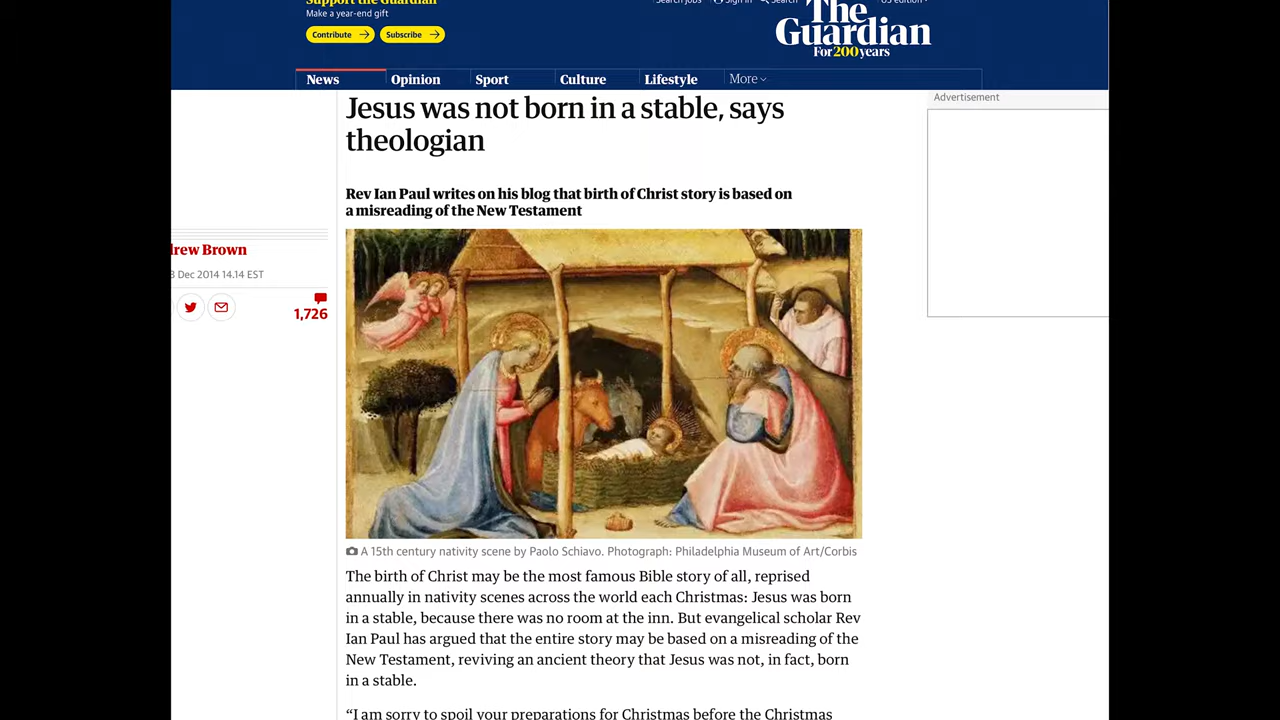 Support the Guardian
Make a year-end gift
Contribute
Subscribe
Search jobs
Sign in
Search
US edition
The Guardian
For 200 years
News
Opinion
Sport
Culture
Lifestyle
More
Advertisement
Jesus was not born in a stable, says
theologian
Rev Ian Paul writes on his blog that birth of Christ story is based on
a misreading of the New Testament
drew Brown
Dec 2014 14.14 EST
1,726
A 15th century nativity scene by Paolo Schiavo. Photograph: Philadelphia Museum of Art/Corbis
The birth of Christ may be the most famous Bible story of all, reprised
annually in nativity scenes across the world each Christmas: Jesus was born
in a stable, because there was no room at the inn. But evangelical scholar Rev
Ian Paul has argued that the entire story may be based on a misreading of the
New Testament, reviving an ancient theory that Jesus was not, in fact, born
in a stable.
“I am sorry to spoil your preparations for Christmas before the Christmas